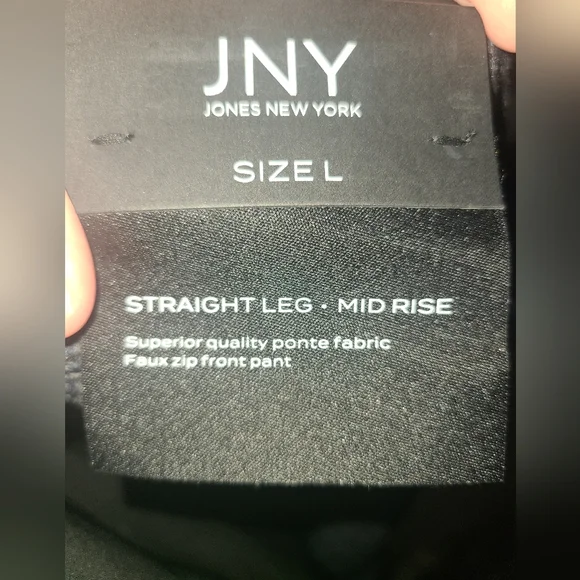 JNY
JONES NEW YORK
SIZE L
STRAIGHT LEG • MID RISE
Superior quality ponte fabric
Faux zip front pant